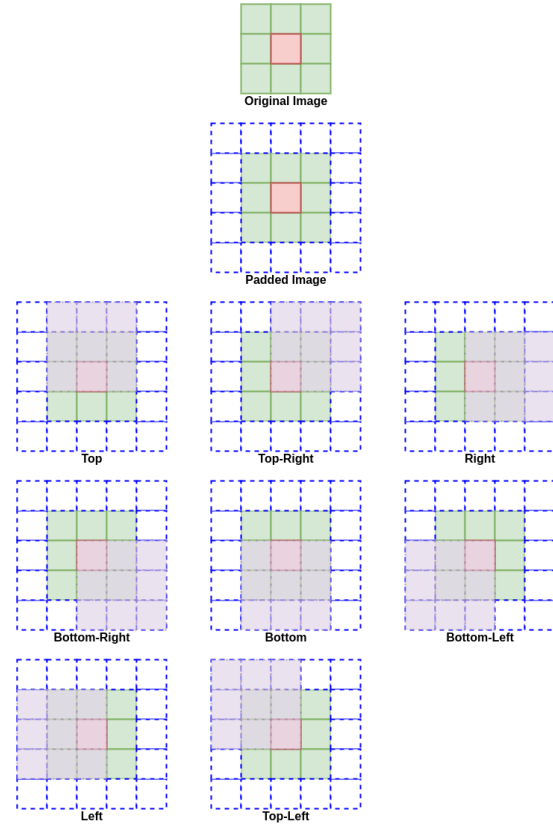 Original Image
Padded Image
Top
Top-Right
Right
Bottom-Right
Bottom
Bottom-Left
Left
Top-Left